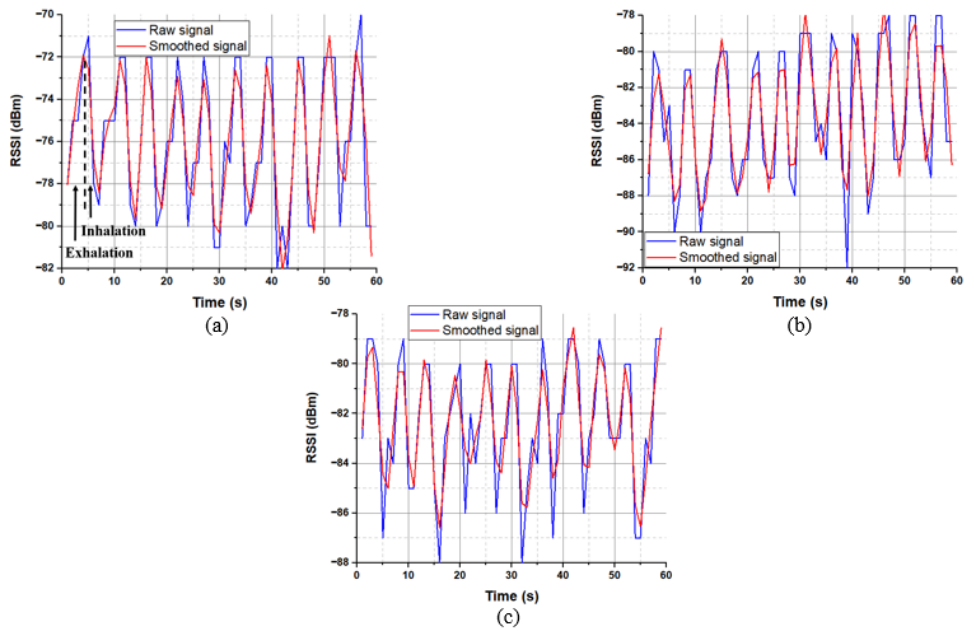 Raw signal
Smoothed signal
RSSI (dBm)
−70
−72
−74
−76
−78
−80
−82
Inhalation
Exhalation
0 10 20 30 40 50 60
Time (s)
(a)
−78
−80
−82
−84
−86
−88
−90
−92
RSSI (dBm)
Raw signal
Smoothed signal
0 10 20 30 40 50 60
Time (s)
(b)
Raw signal
Smoothed signal
−78
−80
−82
−84
−86
−88
RSSI (dBm)
0 10 20 30 40 50 60
Time (s)
(c)